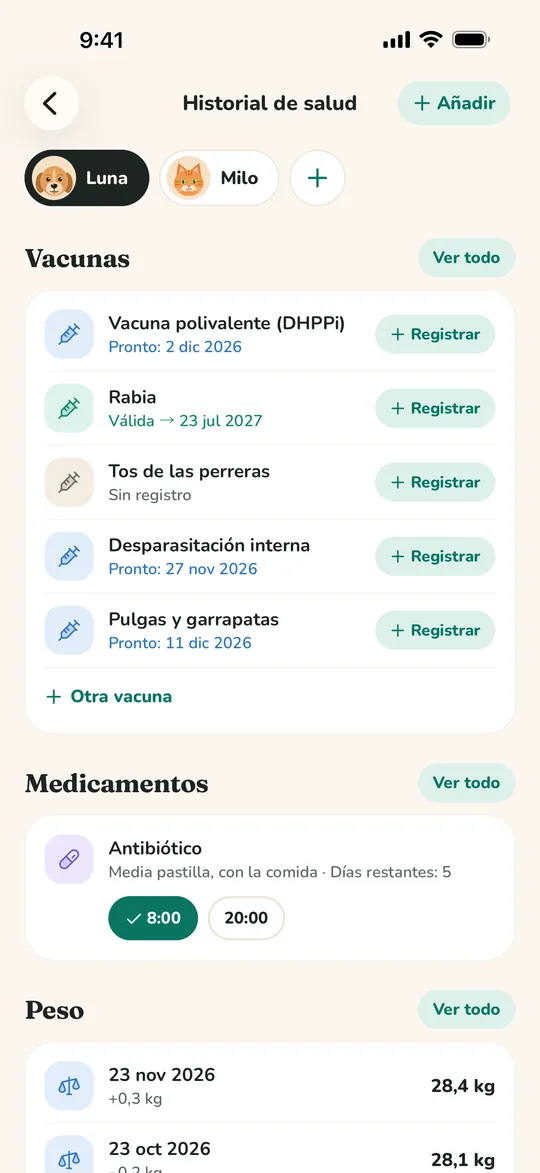 9:41
Historial de salud
+ Añadir
Luna
Milo
+
Vacunas
Ver todo
Vacuna polivalente (DHPPi)
Pronto: 2 dic 2026
+ Registrar
Rabia
Válida → 23 jul 2027
+ Registrar
Tos de las perreras
Sin registro
+ Registrar
Desparasitación interna
Pronto: 27 nov 2026
+ Registrar
Pulgas y garrapatas
Pronto: 11 dic 2026
+ Registrar
+ Otra vacuna
Medicamentos
Ver todo
Antibiótico
Media pastilla, con la comida · Días restantes: 5
✓ 8:00
20:00
Peso
Ver todo
23 nov 2026
+0,3 kg
28,4 kg
23 oct 2026
−0,2 kg
28,1 kg